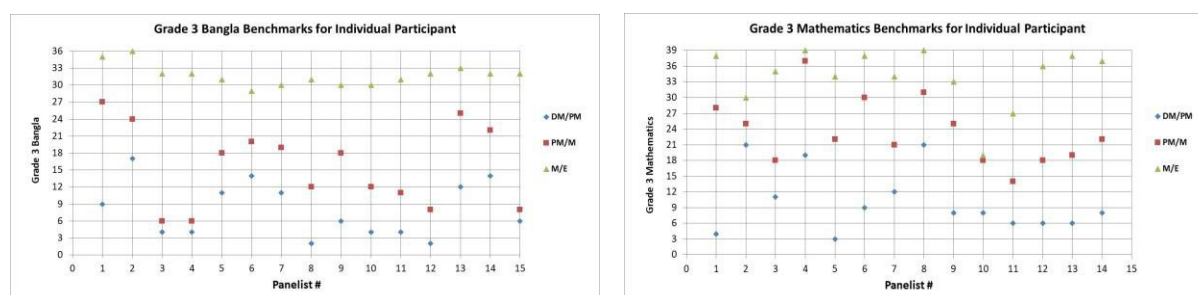 Grade 3 Bangla Benchmarks for Individual Participant
36
33
30
27
24
21
18
15
12
9
6
3
0
Grade 3 Bangla
0 1 2 3 4 5 6 7 8 9 10 11 12 13 14 15
Panelist #
DM/PM
PM/M
M/E
Grade 3 Mathematics Benchmarks for Individual Participant
39
36
33
30
27
24
21
18
15
12
9
6
3
0
Grade 3 Mathematics
0 1 2 3 4 5 6 7 8 9 10 11 12 13 14 15
Panelist #
DM/PM
PM/M
M/E